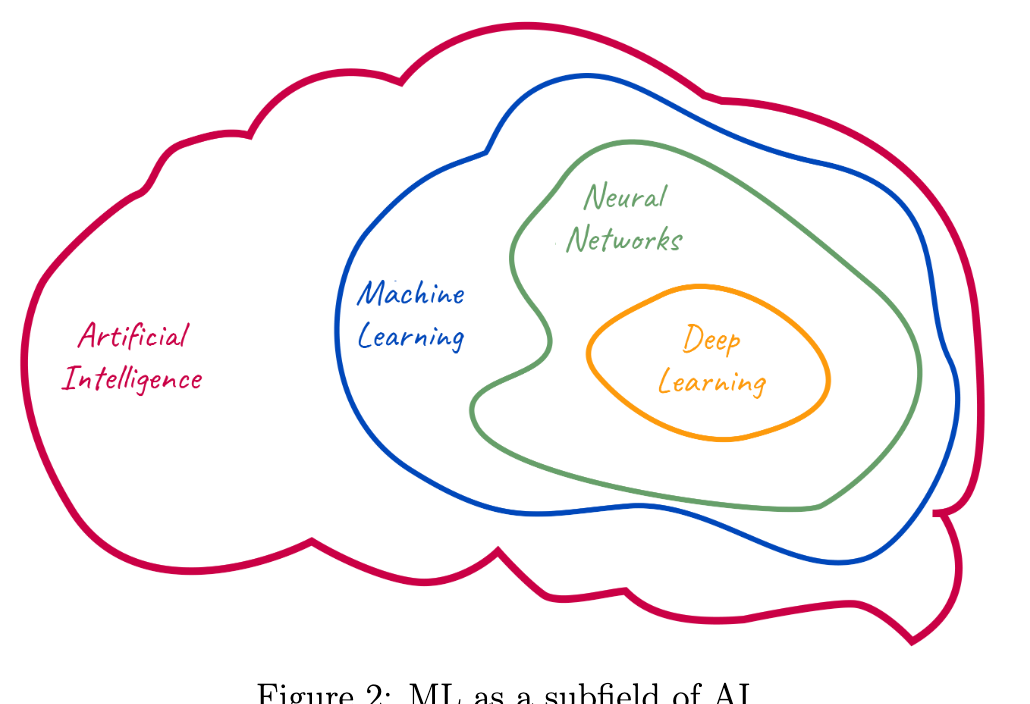 Neural
Networks
Machine
Learning
Artificial
Intelligence
Deep
Learning
Figure 2: ML as a subfield of AI